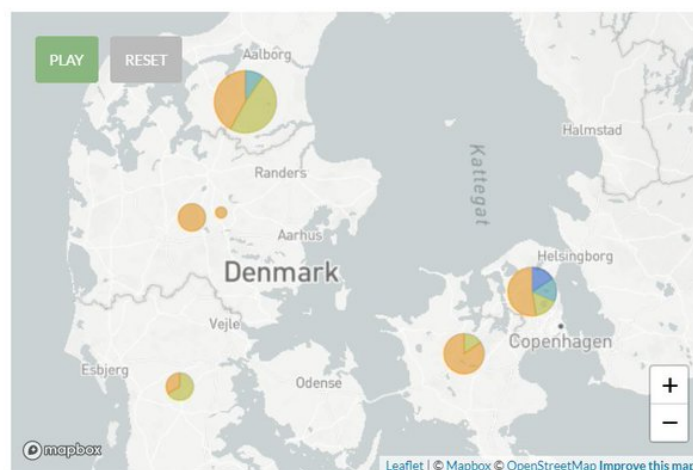 PLAY
RESET
Aalborg
Halmstad
Kattegat
Randers
Aarhus
Helsingborg
Denmark
Vejle
Copenhagen
Esbjerg
Odense
+
−
mapbox
Leaflet | © Mapbox © OpenStreetMap Improve this map